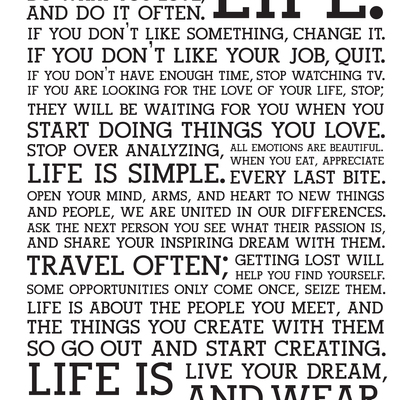 AND DO IT OFTEN.
LIFE.
IF YOU DON'T LIKE SOMETHING, CHANGE IT.
IF YOU DON'T LIKE YOUR JOB, QUIT.
IF YOU DON'T HAVE ENOUGH TIME, STOP WATCHING TV.
IF YOU ARE LOOKING FOR THE LOVE OF YOUR LIFE, STOP;
THEY WILL BE WAITING FOR YOU WHEN YOU
START DOING THINGS YOU LOVE.
STOP OVER ANALYZING,
LIFE IS SIMPLE.
ALL EMOTIONS ARE BEAUTIFUL.
WHEN YOU EAT, APPRECIATE
EVERY LAST BITE.
OPEN YOUR MIND, ARMS, AND HEART TO NEW THINGS
AND PEOPLE, WE ARE UNITED IN OUR DIFFERENCES.
ASK THE NEXT PERSON YOU SEE WHAT THEIR PASSION IS,
AND SHARE YOUR INSPIRING DREAM WITH THEM.
TRAVEL OFTEN;
GETTING LOST WILL
HELP YOU FIND YOURSELF.
SOME OPPORTUNITIES ONLY COME ONCE, SEIZE THEM.
LIFE IS ABOUT THE PEOPLE YOU MEET, AND
THE THINGS YOU CREATE WITH THEM
SO GO OUT AND START CREATING.
LIFE IS
LIVE YOUR DREAM,
AND WEAR